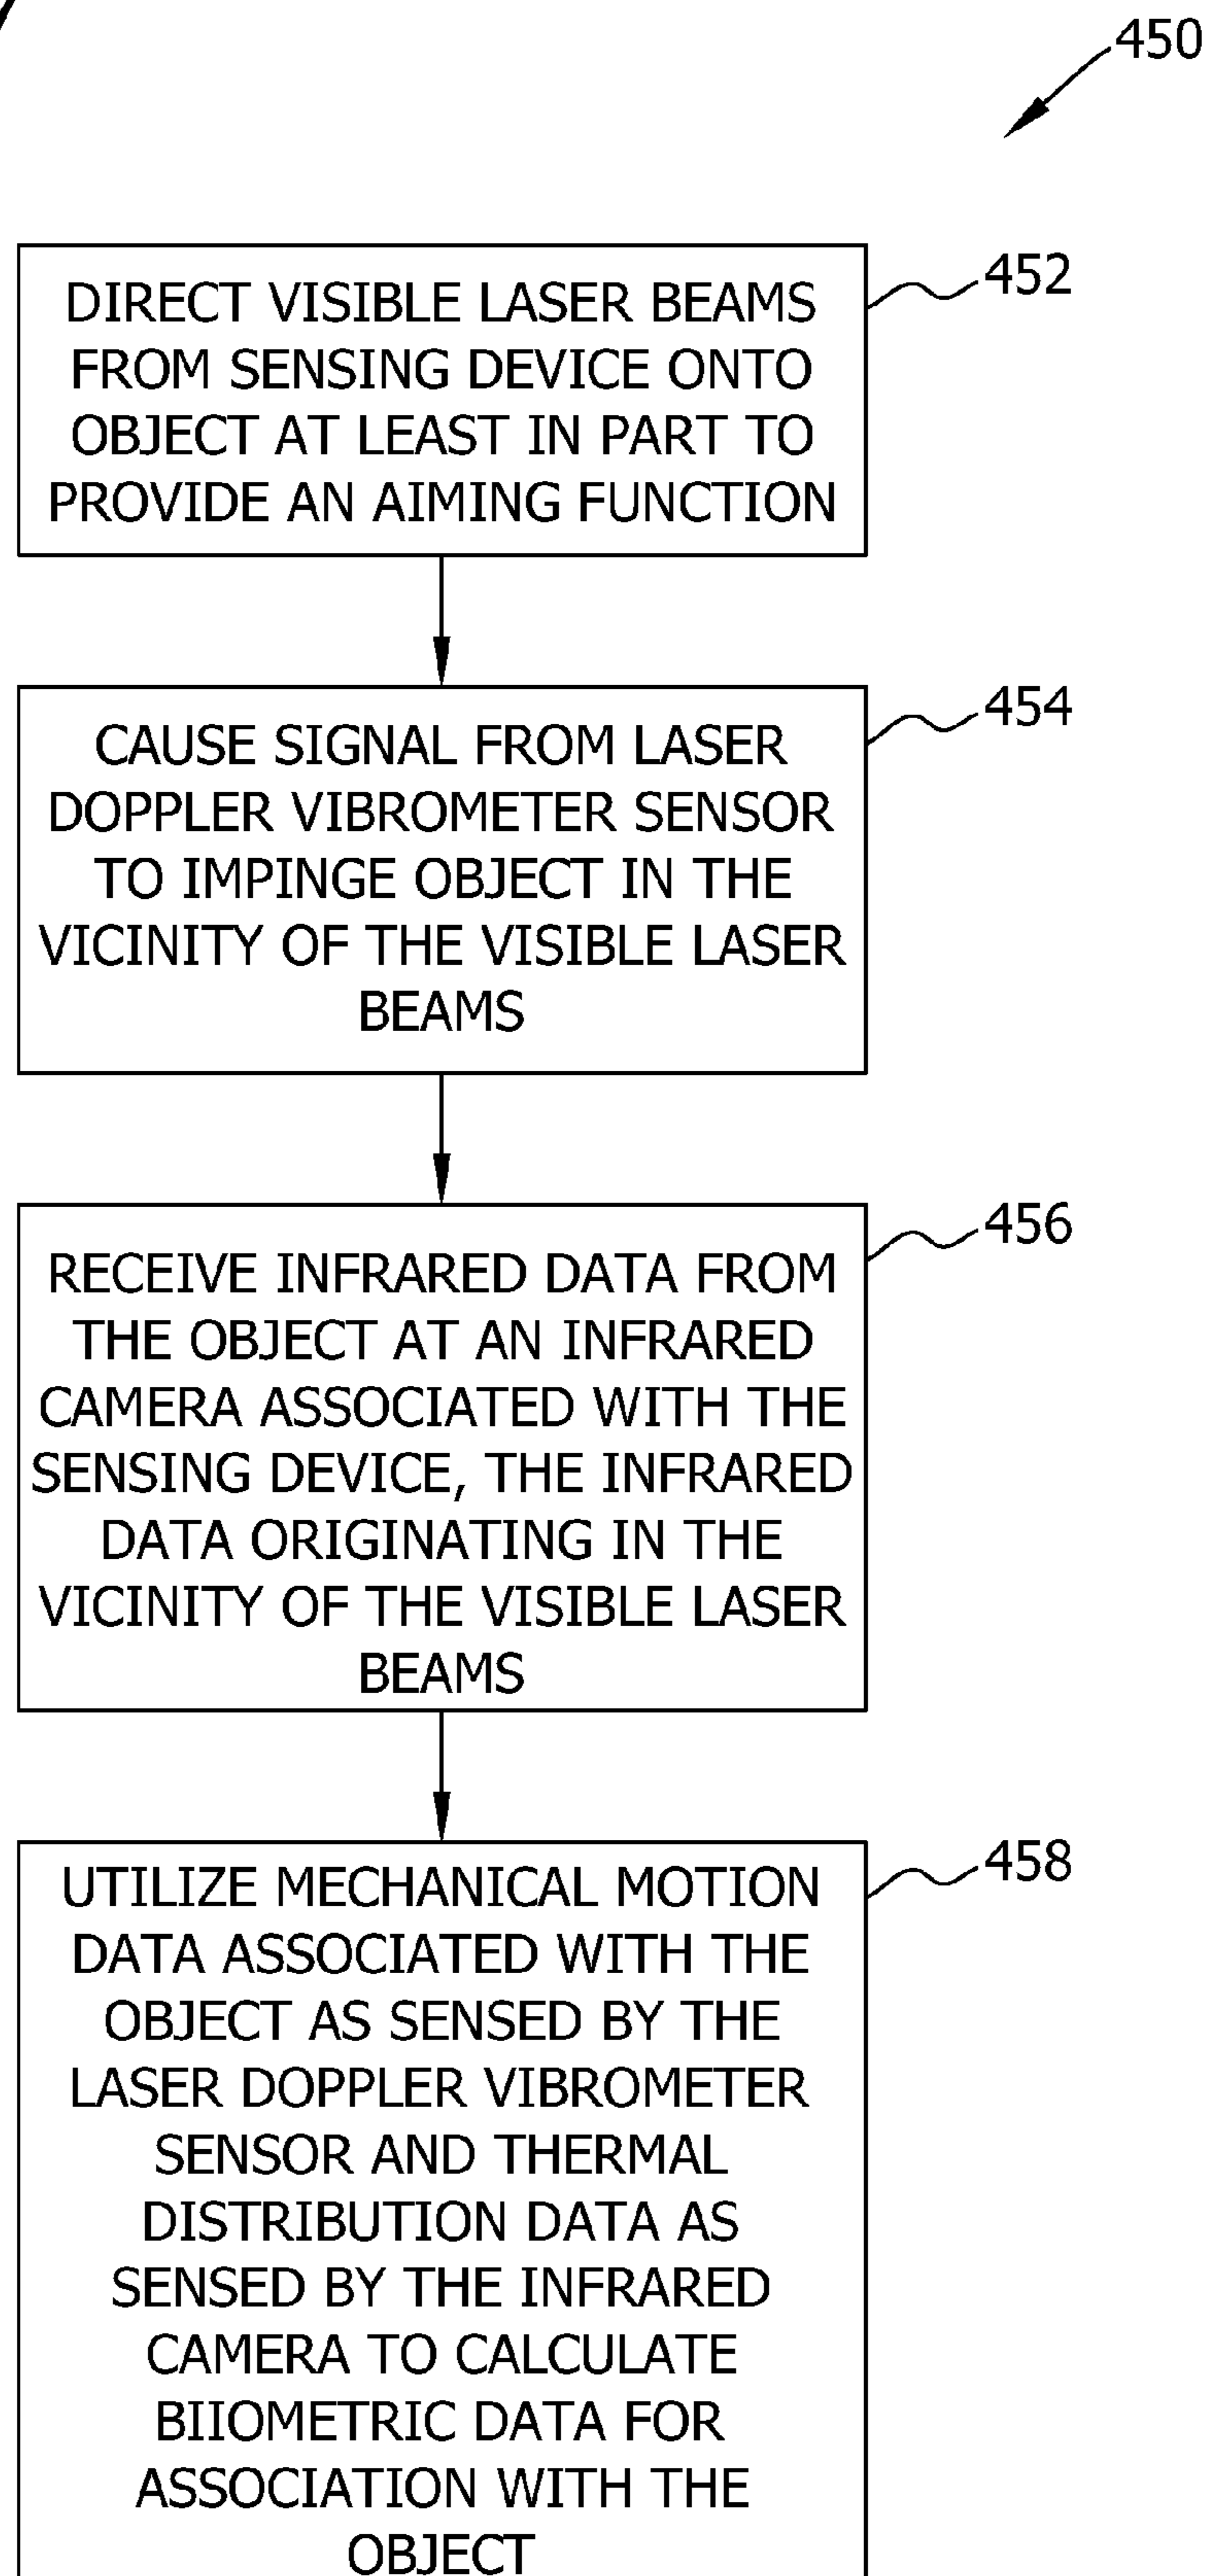 450
452
DIRECT VISIBLE LASER BEAMS
FROM SENSING DEVICE ONTO
OBJECT AT LEAST IN PART TO
PROVIDE AN AIMING FUNCTION
454
CAUSE SIGNAL FROM LASER
DOPPLER VIBROMETER SENSOR
TO IMPINGE OBJECT IN THE
VICINITY OF THE VISIBLE LASER
BEAMS
456
RECEIVE INFRARED DATA FROM
THE OBJECT AT AN INFRARED
CAMERA ASSOCIATED WITH THE
SENSING DEVICE, THE INFRARED
DATA ORIGINATING IN THE
VICINITY OF THE VISIBLE LASER
BEAMS
458
UTILIZE MECHANICAL MOTION
DATA ASSOCIATED WITH THE
OBJECT AS SENSED BY THE
LASER DOPPLER VIBROMETER
SENSOR AND THERMAL
DISTRIBUTION DATA AS
SENSED BY THE INFRARED
CAMERA TO CALCULATE
BIIOMETRIC DATA FOR
ASSOCIATION WITH THE
OBJECT